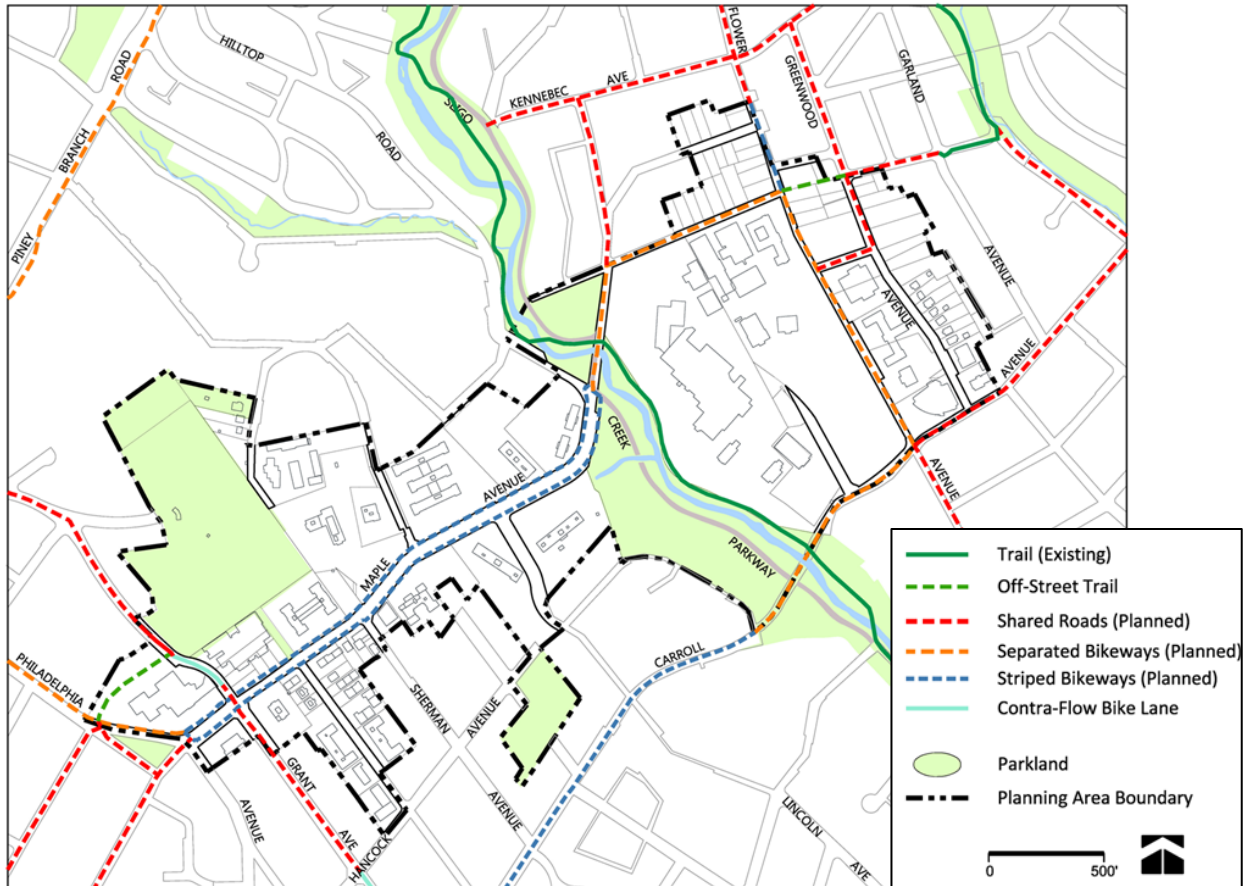 FLOWER
HILLTOP
ROAD
GARLAND
GREENWOOD
AVE
KENNEBEC
SLIGO
ROAD
BRANCH
PINEY
AVENUE
AVENUE
AVENUE
CREEK
AVENUE
AVENUE
PARKWAY
MAPLE
CARROLL
PHILADELPHIA
SHERMAN
AVENUE
GRANT
AVENUE
AVENUE
LINCOLN
AVE
HANCOCK
AVE
Trail (Existing)
Off-Street Trail
Shared Roads (Planned)
Separated Bikeways (Planned)
Striped Bikeways (Planned)
Contra-Flow Bike Lane
Parkland
Planning Area Boundary
0 500'